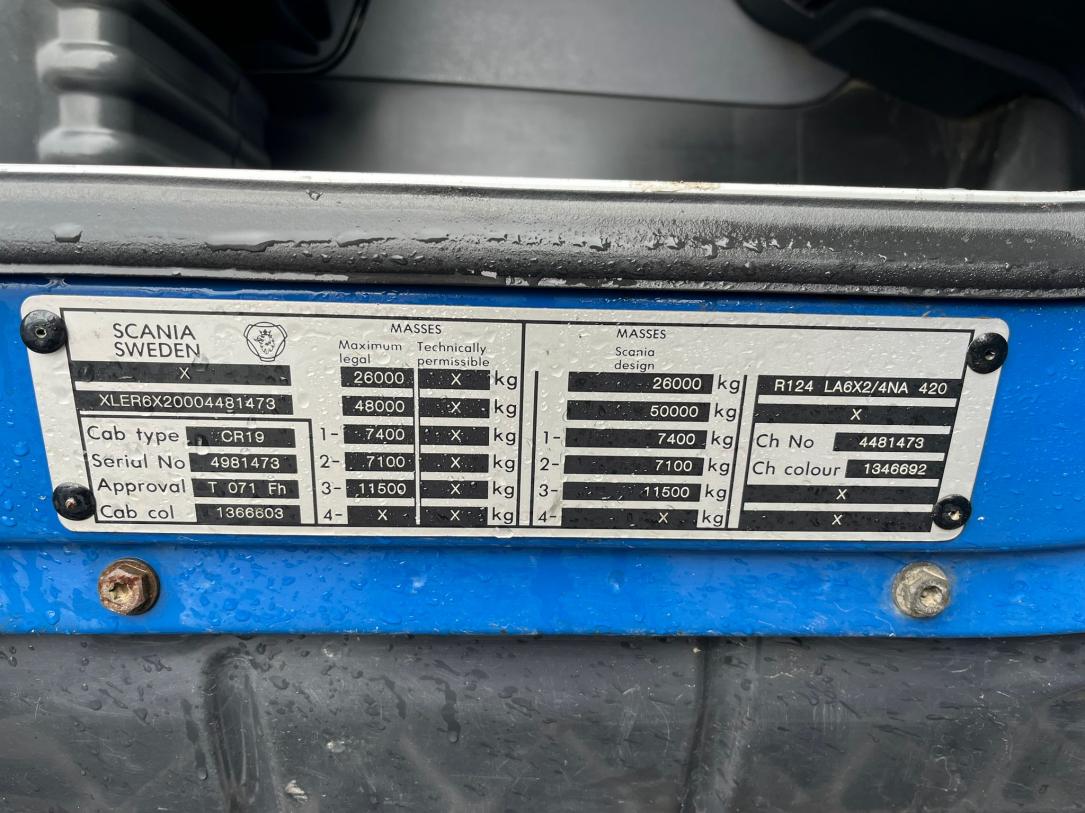 SCANIA
SWEDEN
X
XLER6X20004481473
Cab type CR19
Serial No 4981473
Approval T 071 Fh
Cab col 1366603
MASSES
Maximum legal Technically permissible
26000 X kg
48000 X kg
1- 7400 X kg
2- 7100 X kg
3- 11500 X kg
4- X X kg
MASSES
Scania
design
26000 kg
50000 kg
1- 7400 kg
2- 7100 kg
3- 11500 kg
4- X kg
R124 LA6X2/4NA 420
X
Ch No 4481473
Ch colour 1346692
X
X